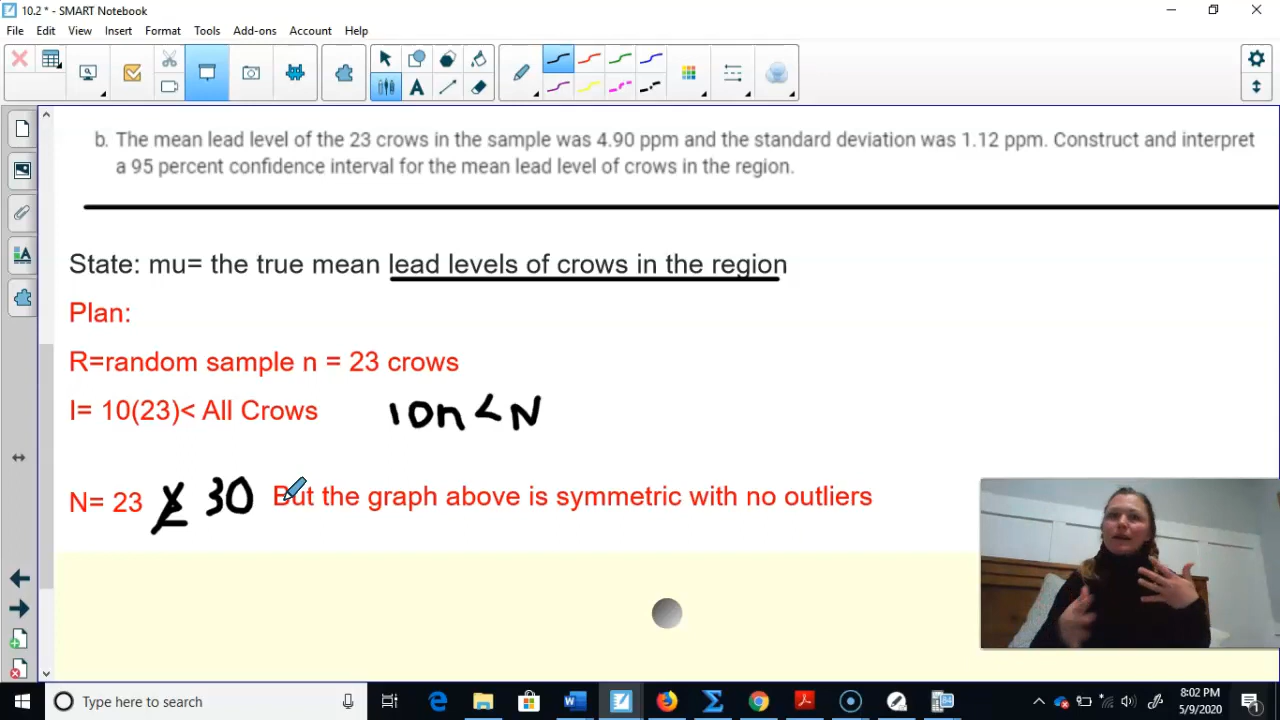 10.2 * - SMART Notebook
File Edit View Insert Format Tools Add-ons Account Help
b. The mean lead level of the 23 crows in the sample was 4.90 ppm and the standard deviation was 1.12 ppm. Construct and interpret
a 95 percent confidence interval for the mean lead level of crows in the region.
State: mu= the true mean lead levels of crows in the region
Plan:
R=random sample n = 23 crows
I= 10(23)< All Crows 10n < N
N= 23 ≱ 30 But the graph above is symmetric with no outliers
Type here to search
8:02 PM
5/9/2020